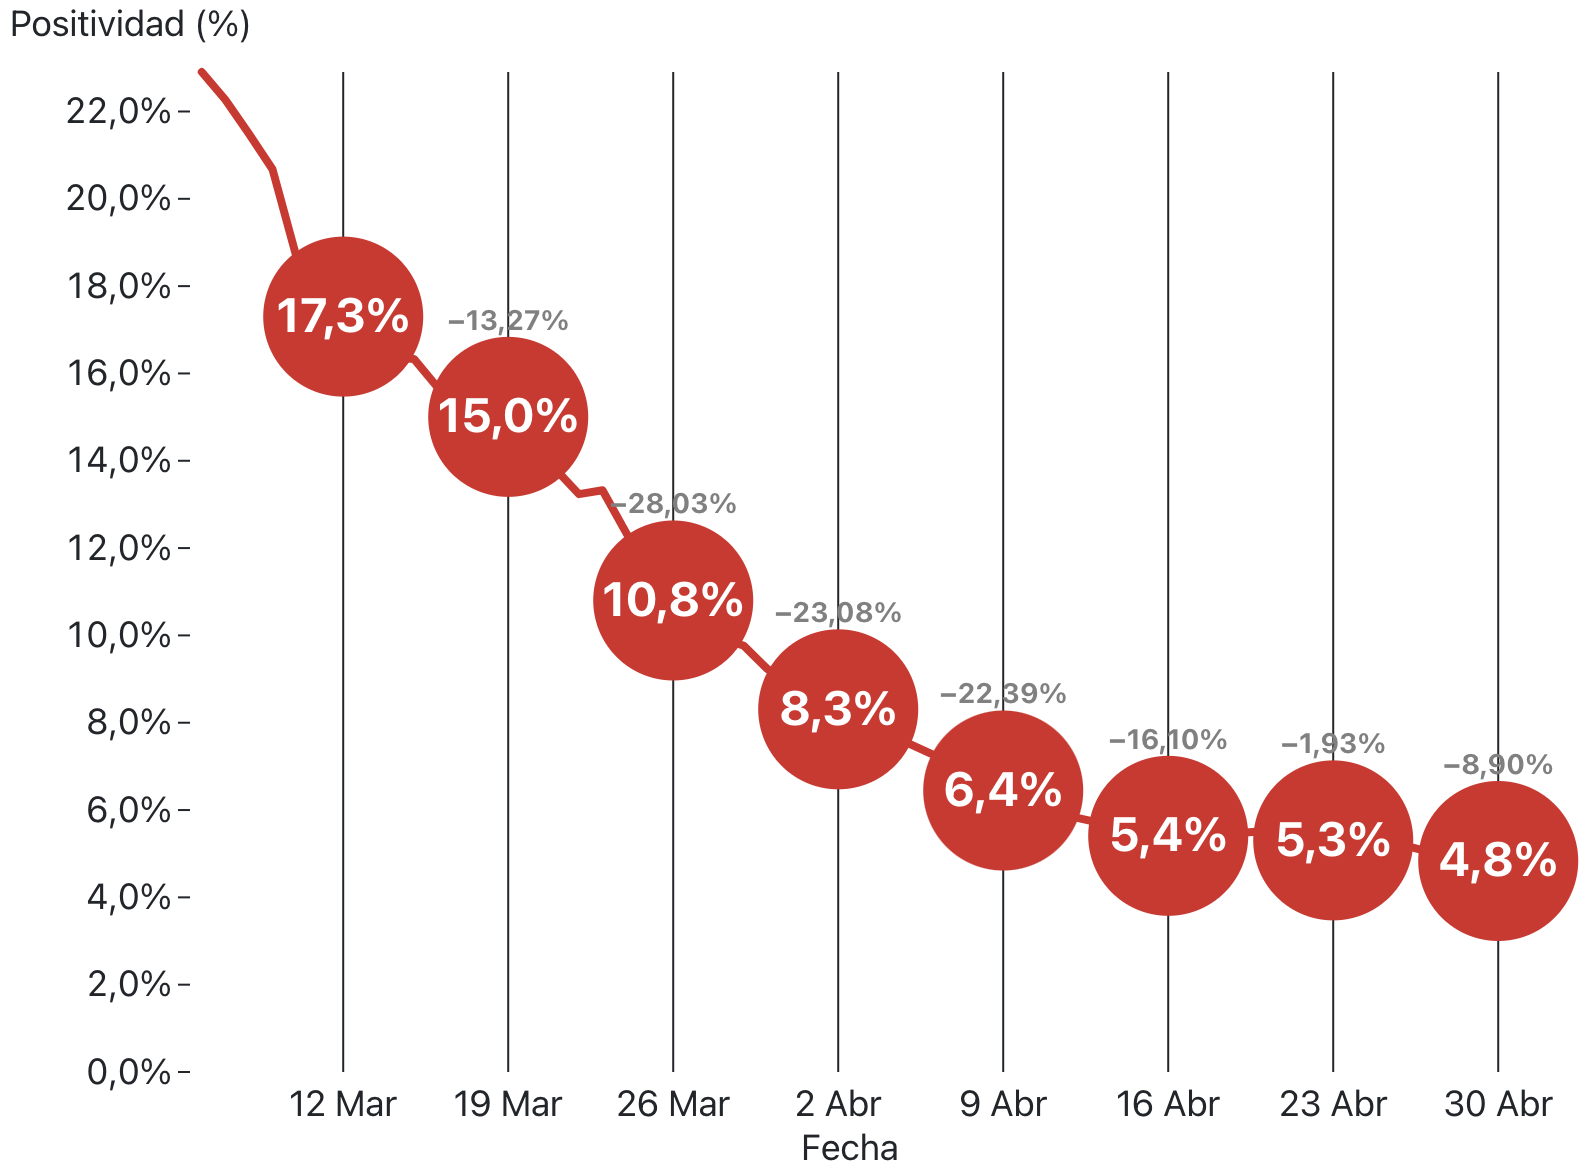 Positividad (%)
22,0%
20,0%
18,0%
16,0%
14,0%
12,0%
10,0%
8,0%
6,0%
4,0%
2,0%
0,0%
17,3%
−13,27%
15,0%
−28,03%
10,8%
−23,08%
8,3%
−22,39%
6,4%
−16,10%
5,4%
−1,93%
5,3%
−8,90%
4,8%
12 Mar
19 Mar
26 Mar
2 Abr
9 Abr
16 Abr
23 Abr
30 Abr
Fecha